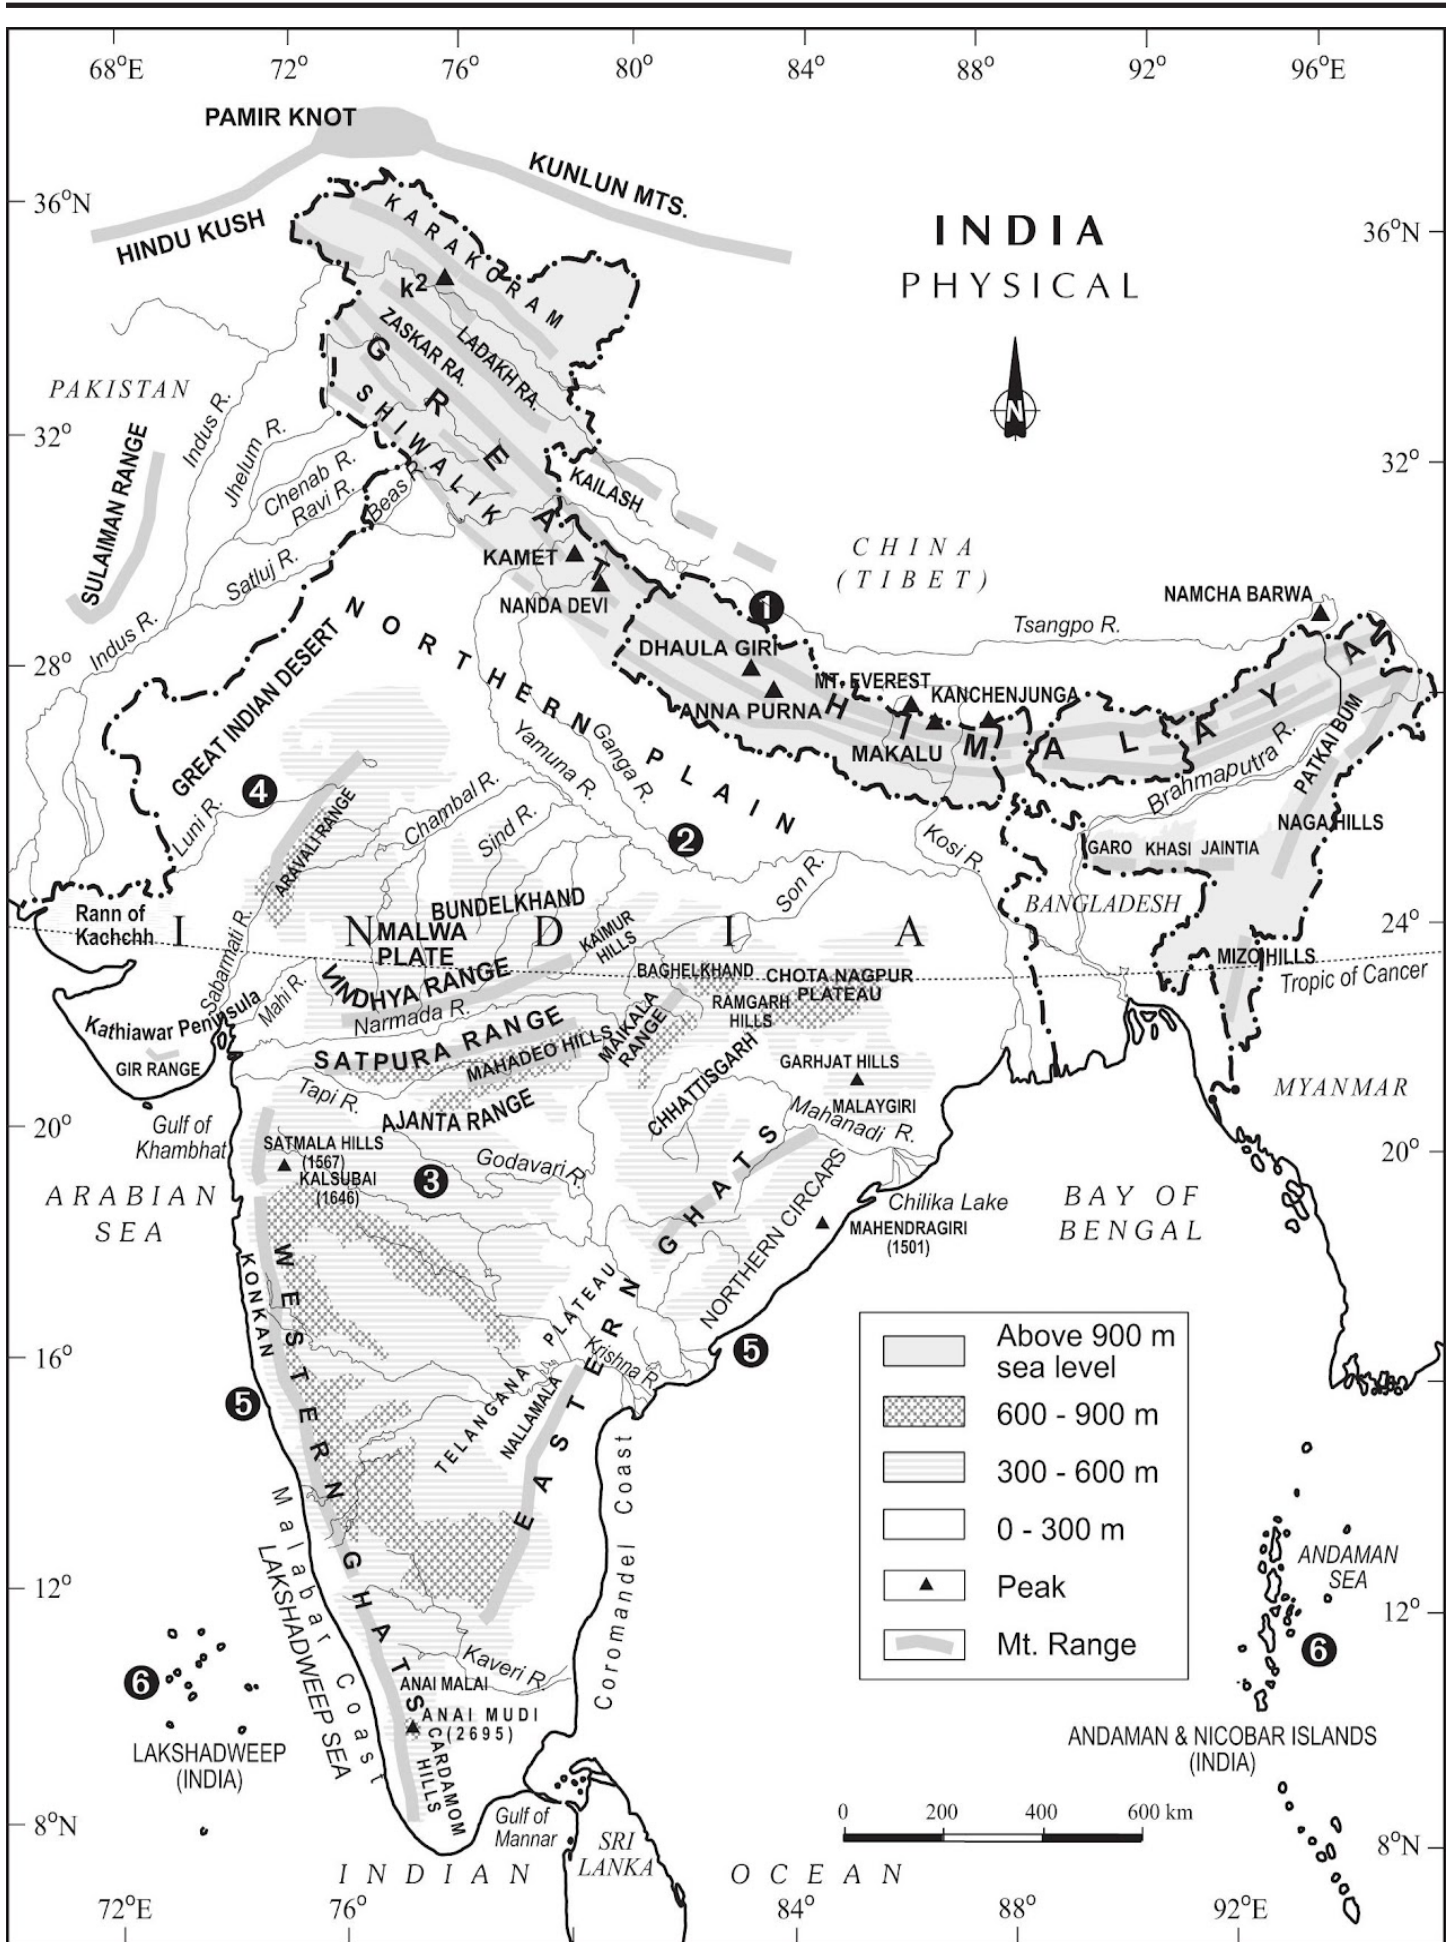 68°E 72° 76° 80° 84° 88° 92° 96°E
PAMIR KNOT
KUNLUN MTS.
HINDU KUSH
36°N
36°N
INDIA
PHYSICAL
KARAKORAM
k²
ZASKAR RA.
LADAKH RA.
N
PAKISTAN
SHIWALIK
GREAT HIMALAYA
32°
32°
SULAIMAN RANGE
Indus R.
Jhelum R.
Chenab R.
Ravi R.
Beas R.
Satluj R.
Indus R.
KAILASH
KAMET
NANDA DEVI
CHINA
(TIBET)
1
DHAULA GIRI
ANNA PURNA
MT. EVEREST
MAKALU
KANCHENJUNGA
NAMCHA BARWA
Tsangpo R.
28°
28°
NORTHERN PLAIN
GREAT INDIAN DESERT
4
Luni R.
ARAVALI RANGE
Yamuna R.
Ganga R.
Chambal R.
Sind R.
2
Kosi R.
Son R.
Brahmaputra R.
PATKAI BUM
NAGA HILLS
GARO KHASI JAINTIA
BANGLADESH
MIZO HILLS
24°
Tropic of Cancer
Rann of
Kachchh
INDIA
BUNDELKHAND
MALWA
PLATE
KAIMUR
HILLS
VINDHYA RANGE
Narmada R.
BAGHELKHAND
CHOTA NAGPUR
PLATEAU
RAMGARH
HILLS
Sabarmati R.
Mahi R.
Kathiawar Peninsula
GIR RANGE
SATPURA RANGE
MAHADEO HILLS
MAIKALA
RANGE
CHHATTISGARH
GARHJAT HILLS
MALAYGIRI
Mahanadi R.
MYANMAR
Gulf of
Khambhat
Tapi R.
AJANTA RANGE
20°
20°
SATMALA HILLS
(1567)
KALSUBAI
(1646)
3
Godavari R.
ARABIAN
SEA
EASTERN GHATS
NORTHERN CIRCARS
Chilika Lake
MAHENDRAGIRI
(1501)
BAY OF
BENGAL
KONKAN
WESTERN GHATS
TELANGANA PLATEAU
NALLAMALA
Krishna R.
5
5
16°
Above 900 m
sea level
600 - 900 m
300 - 600 m
0 - 300 m
Peak
Mt. Range
Malabar Coast
LAKSHADWEEP SEA
Coromandel Coast
ANDAMAN
SEA
12°
12°
6
6
Kaveri R.
ANAI MALAI
ANAI MUDI
(2695)
CARDAMOM
HILLS
LAKSHADWEEP
(INDIA)
ANDAMAN & NICOBAR ISLANDS
(INDIA)
0 200 400 600 km
8°N
8°N
Gulf of
Mannar
SRI
LANKA
INDIAN OCEAN
72°E 76° 84° 88° 92°E